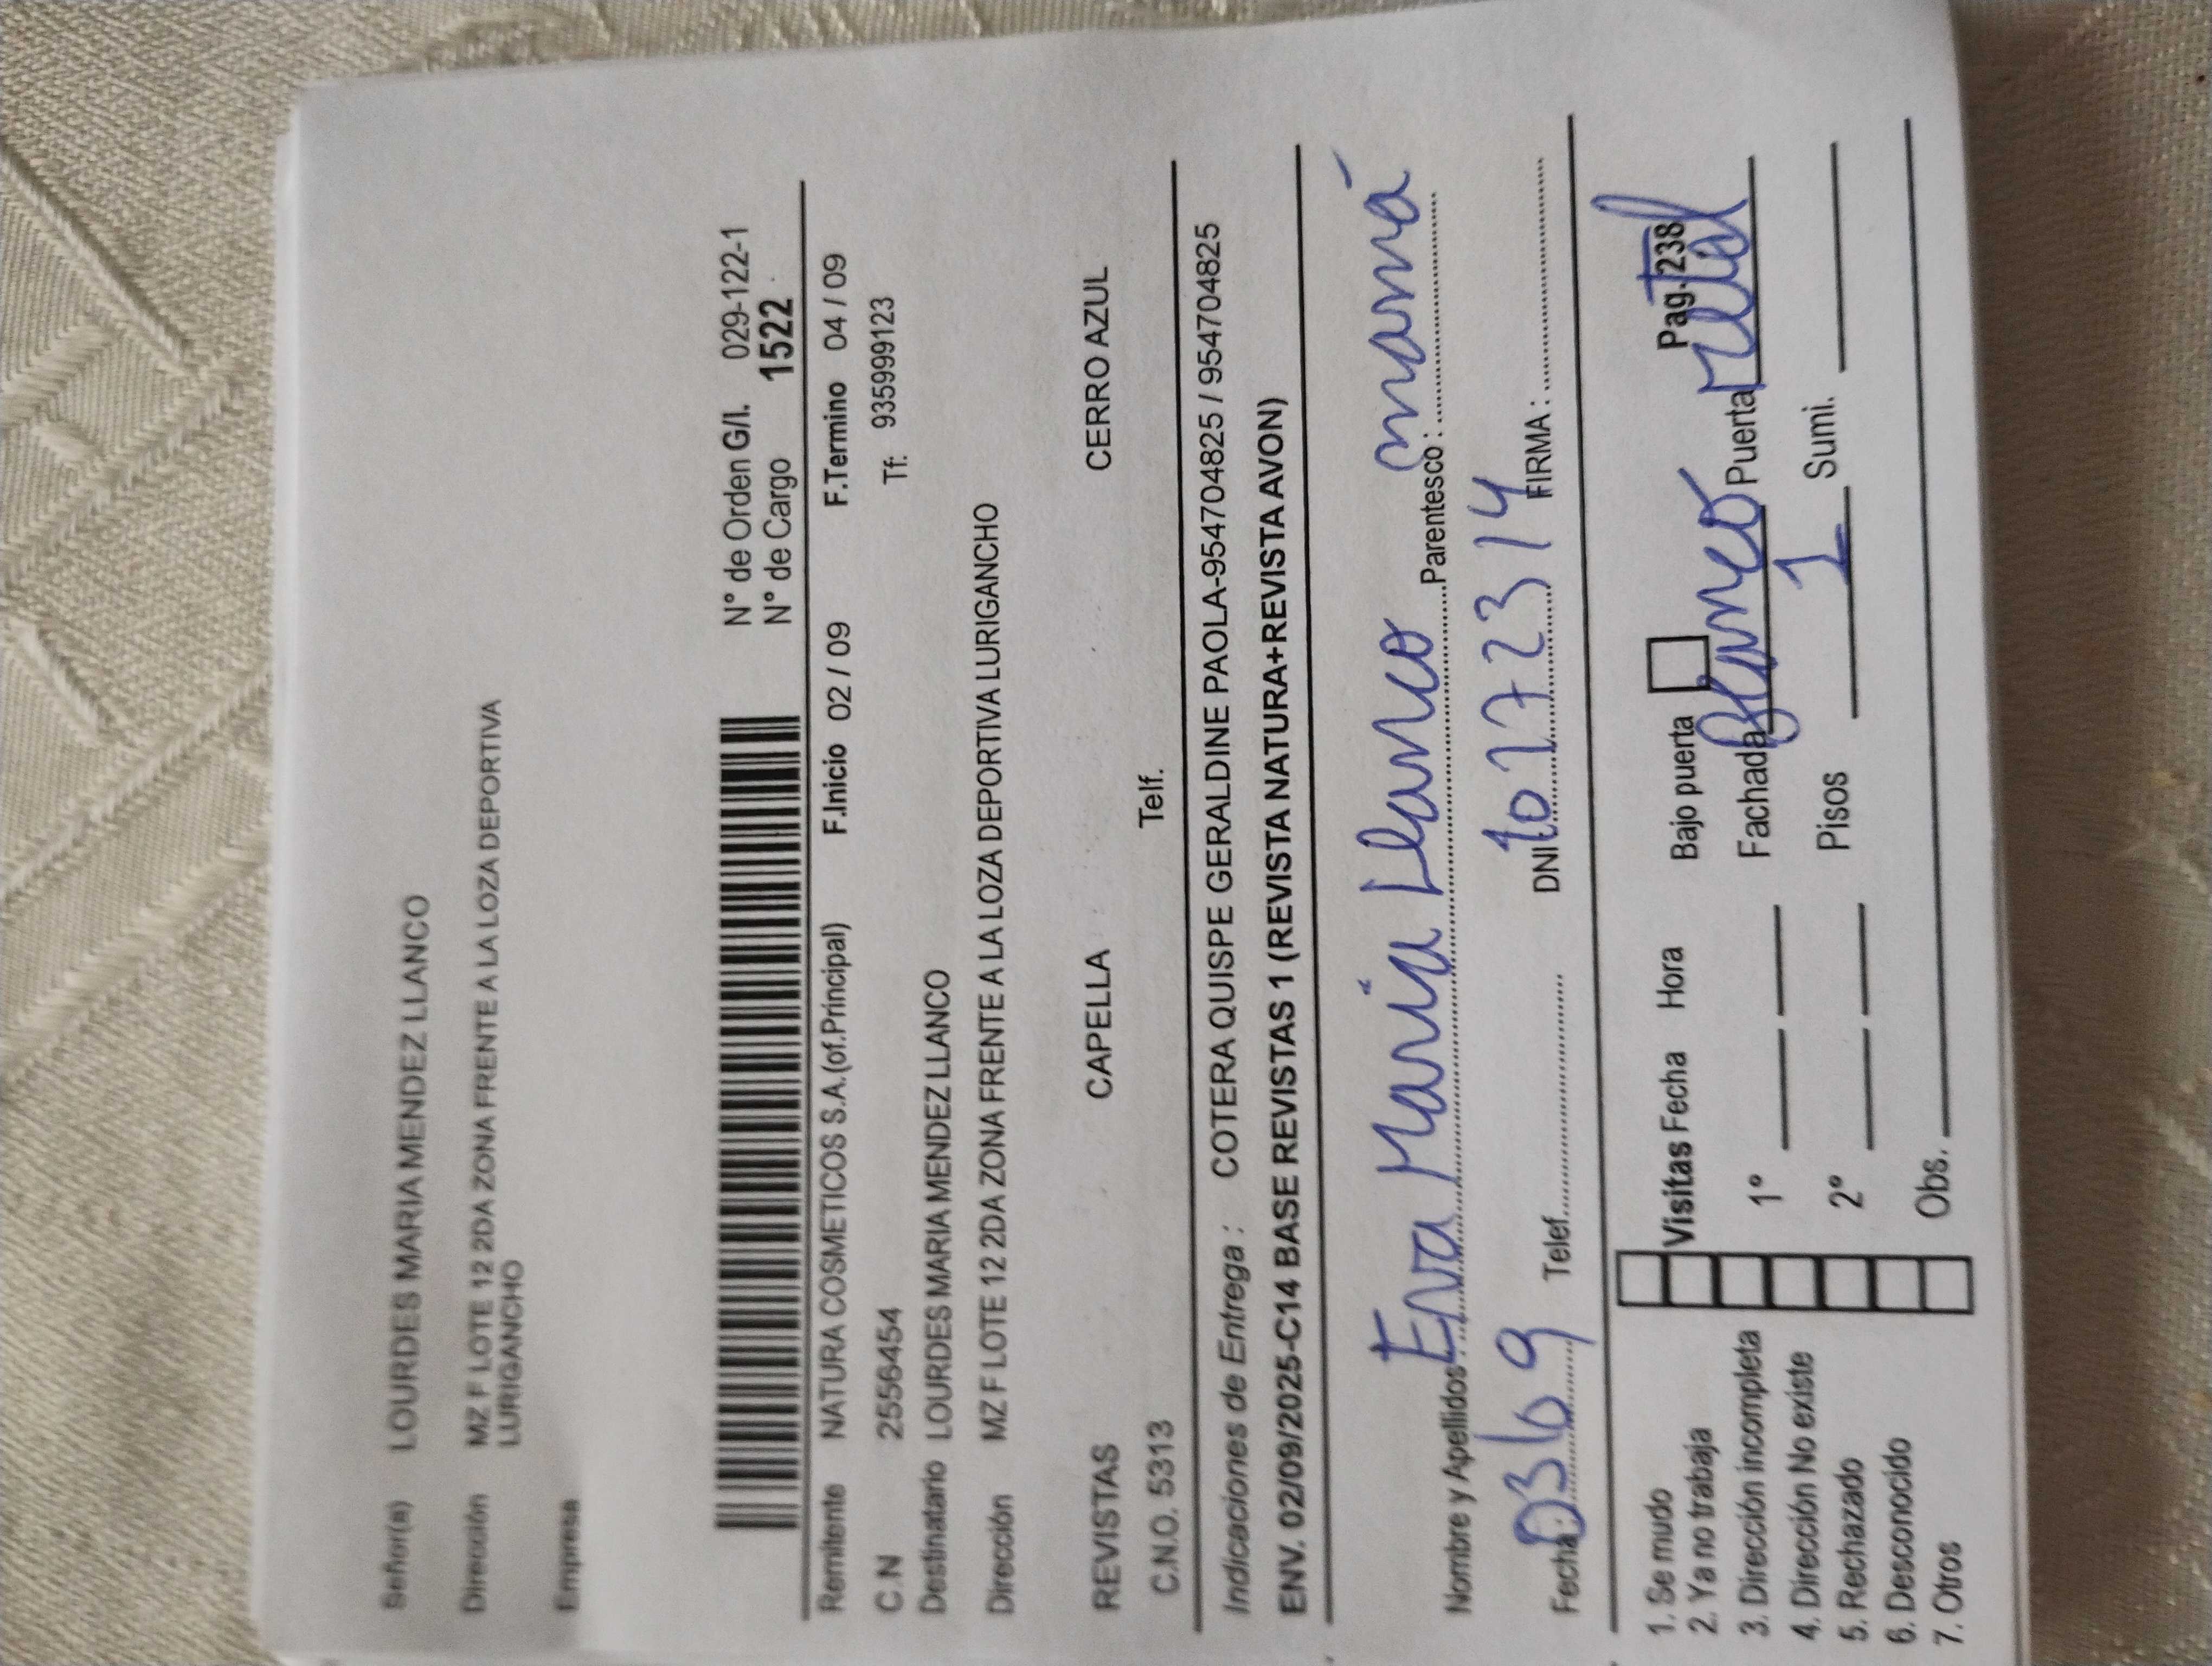 Señor(a) LOURDES MARIA MENDEZ LLANCO
Dirección MZ F LOTE 12 2DA ZONA FRENTE A LA LOZA DEPORTIVA
LURIGANCHO
Empresa
N° de Orden G/I. 029-122-1
N° de Cargo 1522
Remitente NATURA COSMETICOS S.A.(of.Principal) F.Inicio 02 / 09 F.Termino 04 / 09
C.N 25566454 Tf: 935999123
Destinatario LOURDES MARIA MENDEZ LLANCO
Dirección MZ F LOTE 12 2DA ZONA FRENTE A LA LOZA DEPORTIVA LURIGANCHO
REVISTAS CAPELLA CERRO AZUL
C.N.O. 5313 Telf.
Indicaciones de Entrega : COTERA QUISPE GERALDINE PAOLA-954704825 / 954704825
ENV. 02/09/2025-C14 BASE REVISTAS 1 (REVISTA NATURA+REVISTA AVON)
Nombre y Apellidos Eva Maria Llanco Parentesco : mamá
Fecha : 03/09 Telef. DNI 10172314 FIRMA :
1. Se mudo Visitas Fecha Hora Bajo puerta Pag. 238
2. Ya no trabaja
3. Dirección incompleta 1° Fachada Blanco Puerta
4. Dirección No existe
5. Rechazado 2° Pisos 1 Sumi.
6. Desconocido
7. Otros Obs.